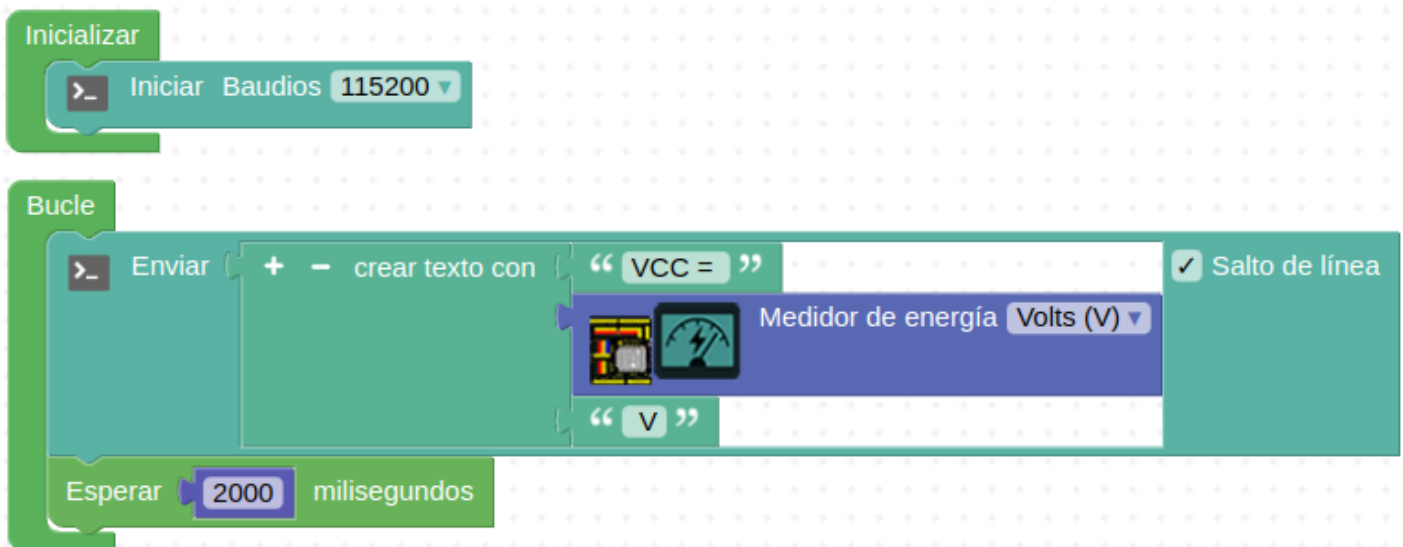 Inicializar
Iniciar Baudios 115200
Bucle
Enviar + - crear texto con “ VCC = ” Salto de línea
Medidor de energía Volts (V)
“ V ”
Esperar 2000 milisegundos